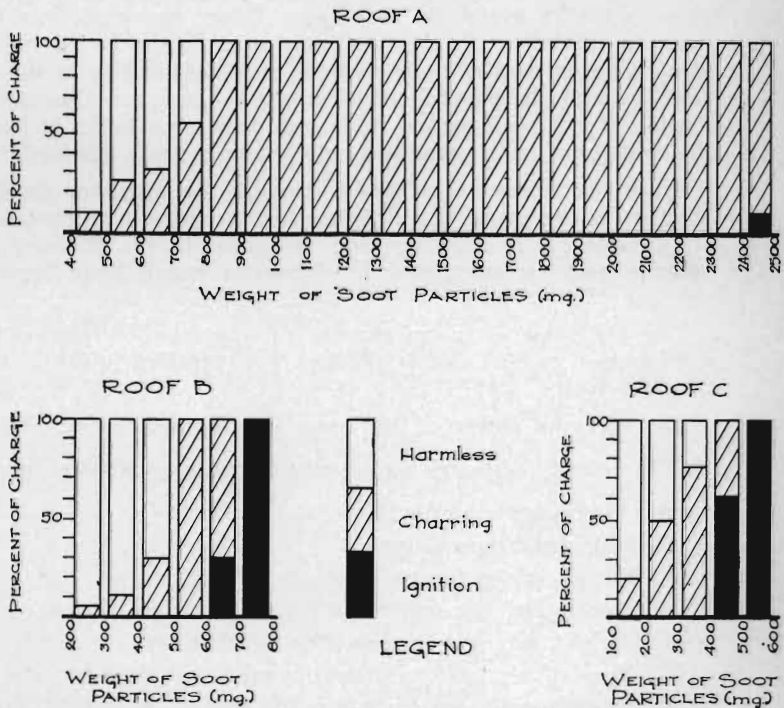 ROOF A
PERCENT OF CHARGE
100
50
400 500 600 700 800 900 1000 1100 1200 1300 1400 1500 1600 1700 1800 1900 2000 2100 2200 2300 2400 2500
WEIGHT OF SOOT PARTICLES (mg.)
ROOF B
PERCENT OF CHARGE
100
50
200 300 400 500 600 700 800
WEIGHT OF SOOT
PARTICLES (mg.)
Harmless
Charring
Ignition
LEGEND
ROOF C
PERCENT OF CHARGE
100
50
100 200 300 400 500 600
WEIGHT OF SOOT
PARTICLES (mg.)